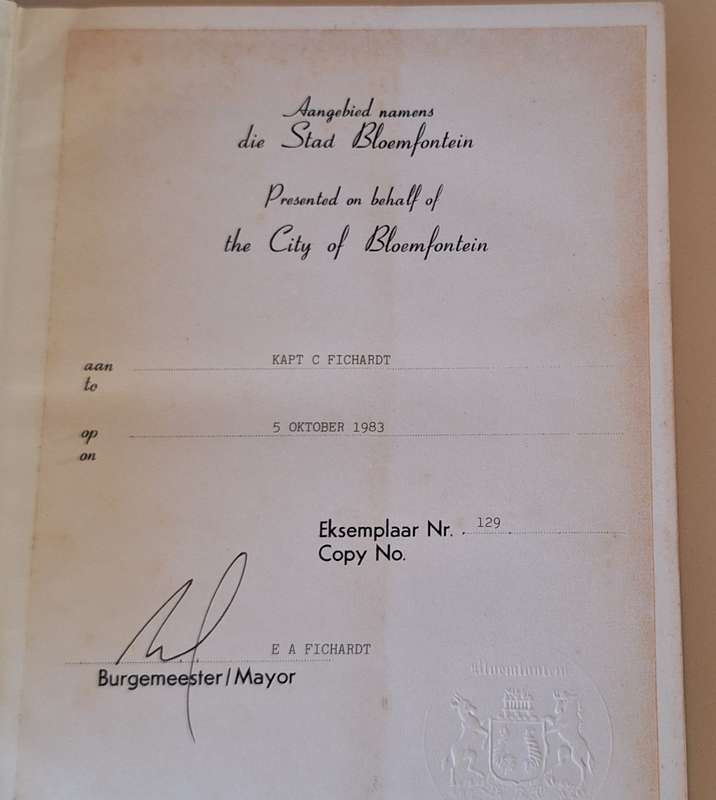 Aangebied namens
die Stad Bloemfontein
Presented on behalf of
the City of Bloemfontein
aan KAPT C FICHARDT
to
op 5 OKTOBER 1983
on
Eksemplaar Nr. 129
Copy No.
E A FICHARDT
Burgemeester/Mayor
Bloemfontein